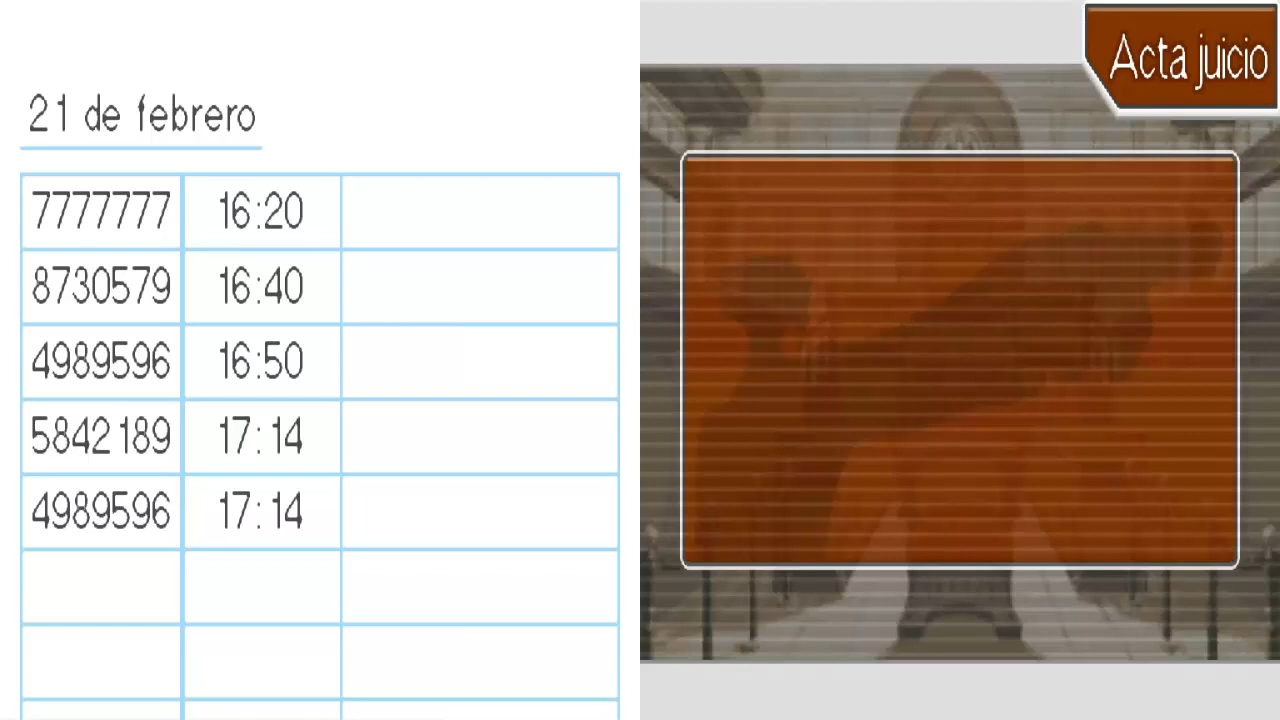 21 de febrero
7777777 16:20
8730579 16:40
4989596 16:50
5842189 17:14
4989596 17:14
Acta juicio